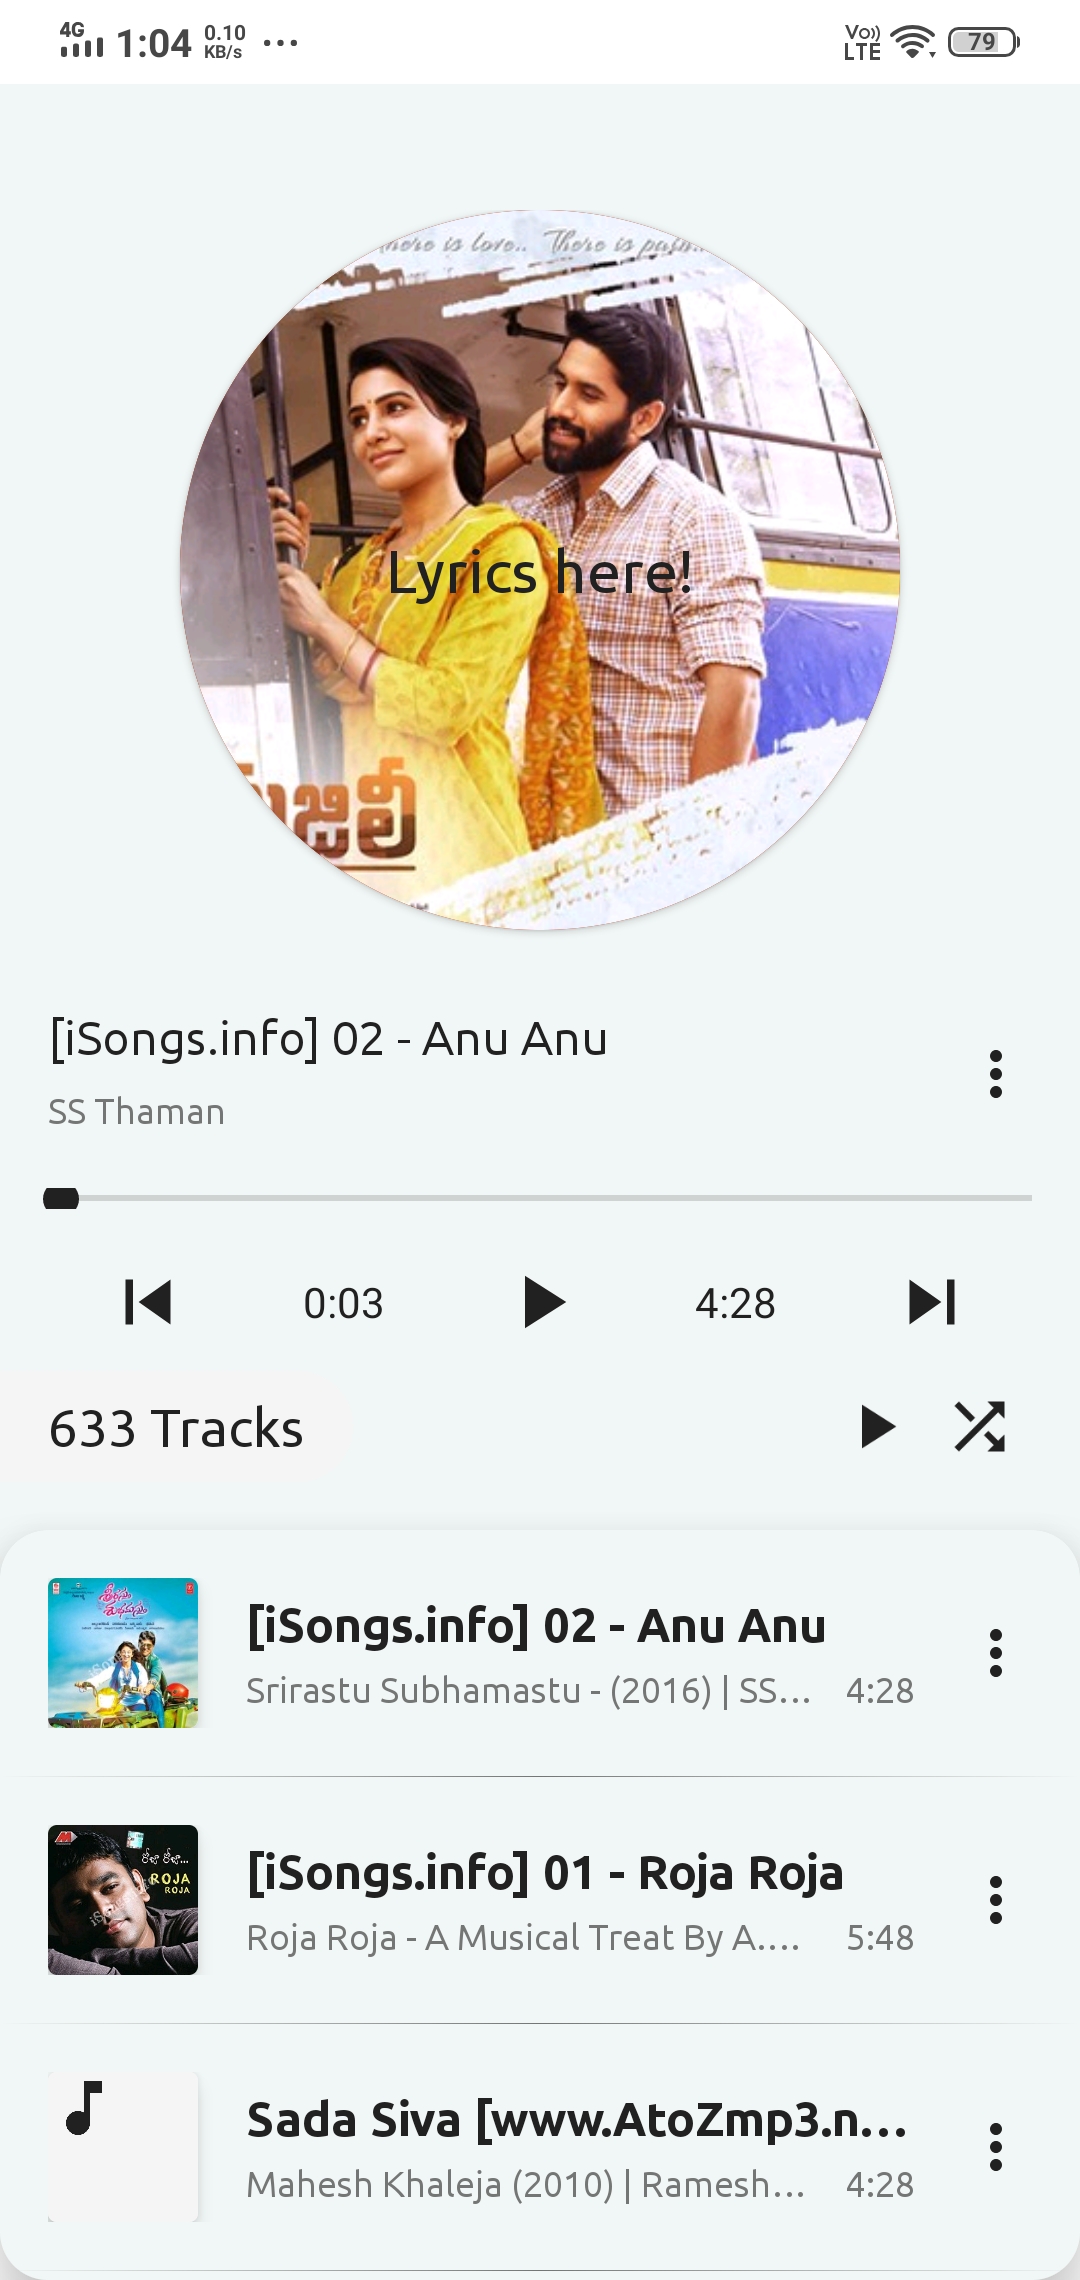 4G 1:04 0.10 KB/s ...
Vo)) LTE 79
There is love.. There is pain..
Lyrics here!
మజిలీ
[iSongs.info] 02 - Anu Anu
SS Thaman
0:03 4:28
633 Tracks
[iSongs.info] 02 - Anu Anu
Srirastu Subhamastu - (2016) | SS... 4:28
రోజా రోజా...
ROJA
ROJA
[iSongs.info] 01 - Roja Roja
Roja Roja - A Musical Treat By A.... 5:48
Sada Siva [www.AtoZmp3.n...
Mahesh Khaleja (2010) | Ramesh... 4:28